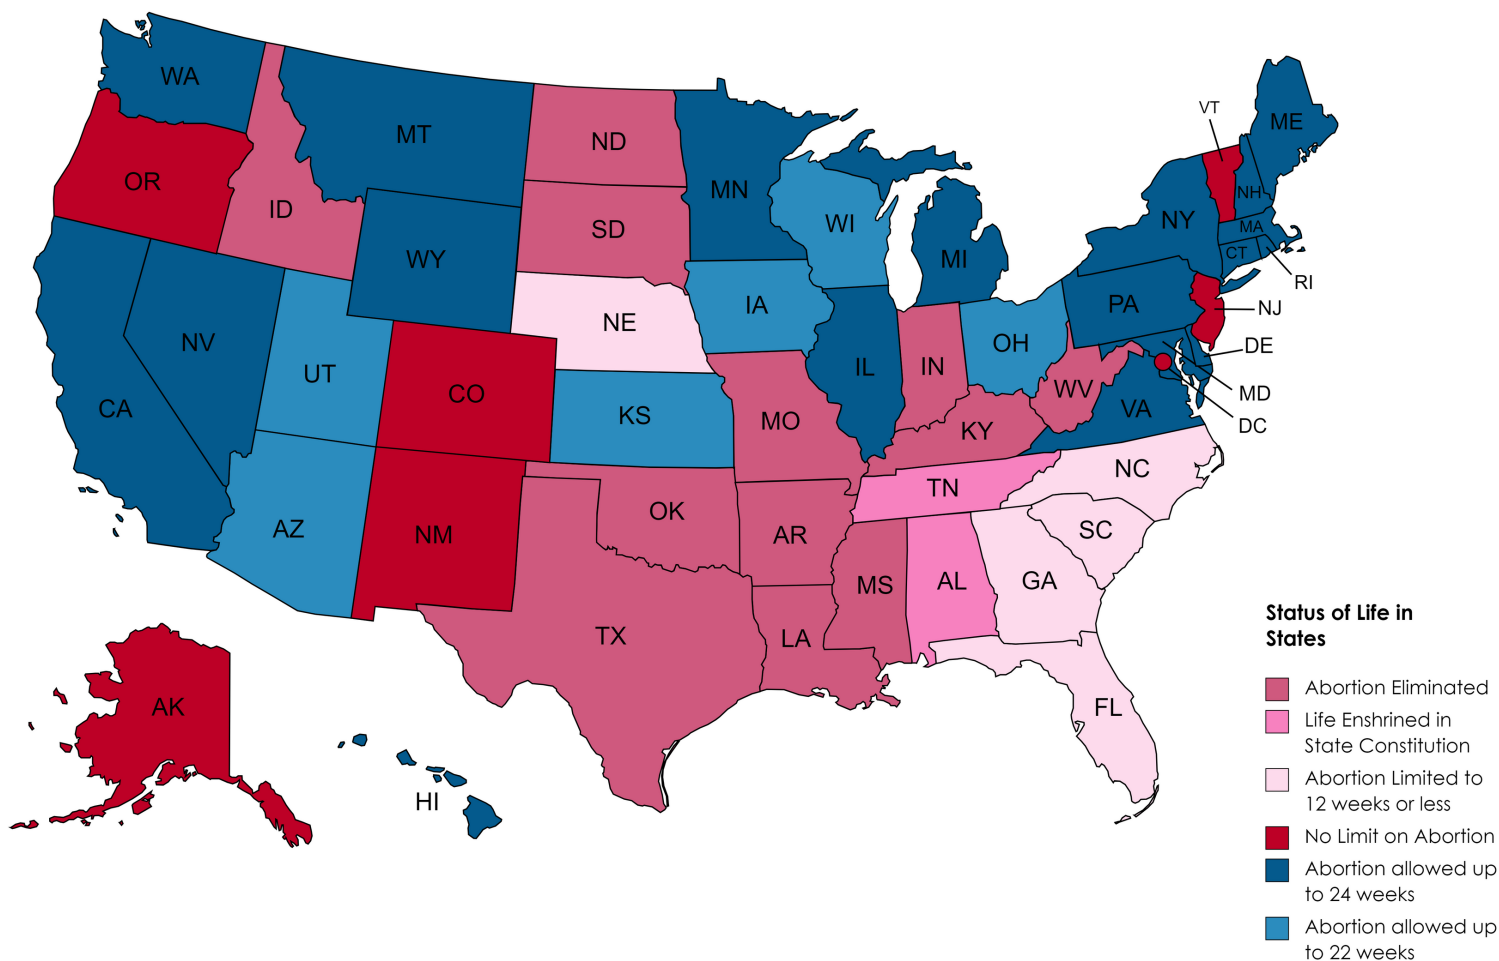 WA
OR
ID
MT
ND
SD
MN
WI
MI
WY
NV
CA
UT
CO
NE
IA
KS
MO
IL
IN
OH
PA
NY
VT
NH
ME
MA
CT
RI
NJ
DE
MD
DC
WV
VA
KY
TN
NC
SC
GA
AL
MS
AR
OK
NM
AZ
TX
LA
FL
AK
HI
Status of Life in
States
Abortion Eliminated
Life Enshrined in
State Constitution
Abortion Limited to
12 weeks or less
No Limit on Abortion
Abortion allowed up
to 24 weeks
Abortion allowed up
to 22 weeks